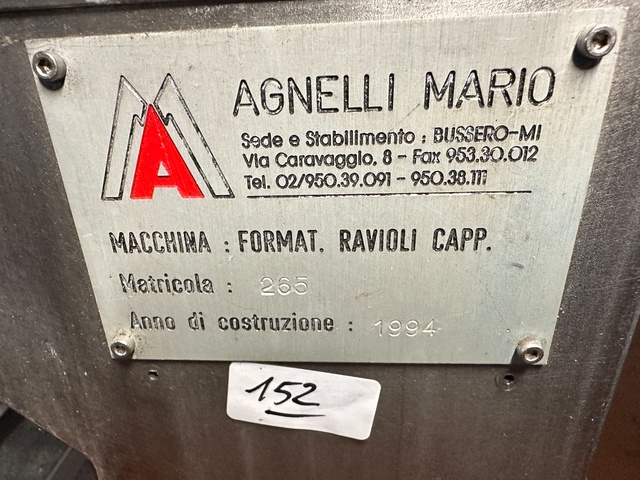 MA
AGNELLI MARIO
Sede e Stabilimento : BUSSERO-MI
Via Caravaggio, 8 - Fax 953.30.012
Tel. 02/950.39.091 - 950.38.111
MACCHINA : FORMAT. RAVIOLI CAPP.
Matricola : 265
Anno di costruzione : 1994
152